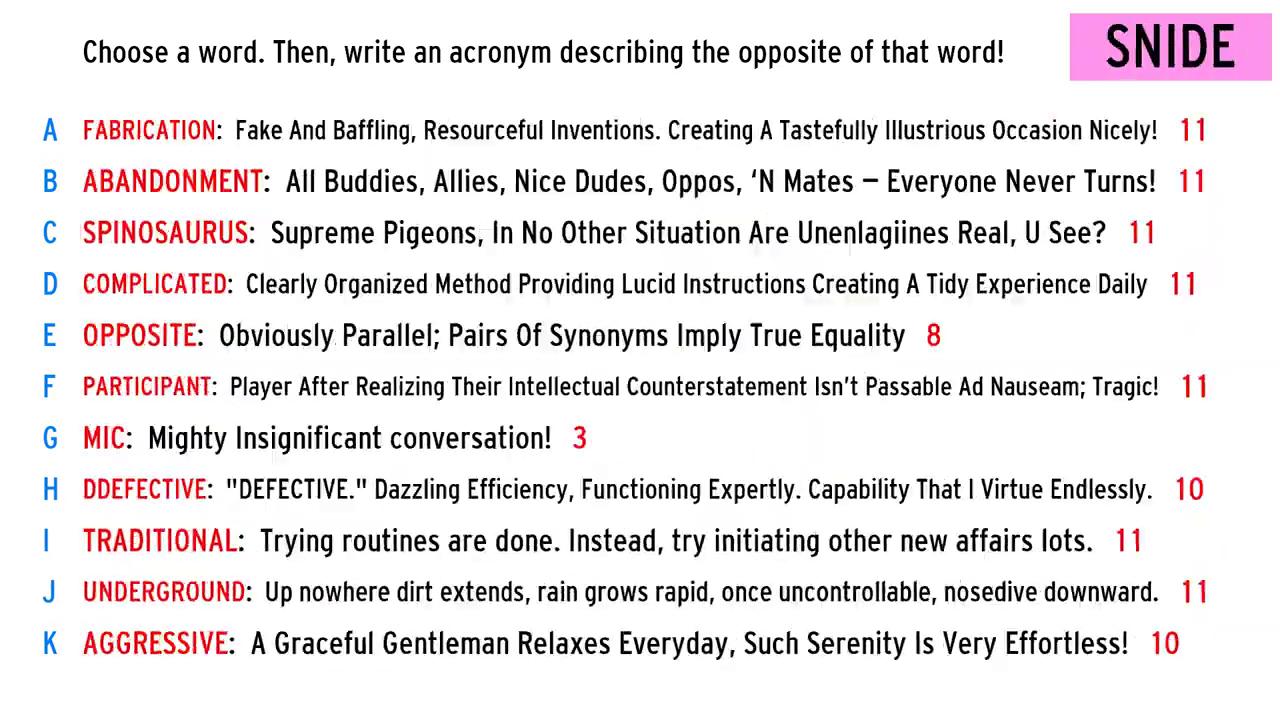 Choose a word. Then, write an acronym describing the opposite of that word!
SNIDE
A FABRICATION: Fake And Baffling, Resourceful Inventions. Creating A Tastefully Illustrious Occasion Nicely! 11
B ABANDONMENT: All Buddies, Allies, Nice Dudes, Oppos, ‘N Mates – Everyone Never Turns! 11
C SPINOSAURUS: Supreme Pigeons, In No Other Situation Are Unenlagiines Real, U See? 11
D COMPLICATED: Clearly Organized Method Providing Lucid Instructions Creating A Tidy Experience Daily 11
E OPPOSITE: Obviously Parallel; Pairs Of Synonyms Imply True Equality 8
F PARTICIPANT: Player After Realizing Their Intellectual Counterstatement Isn’t Passable Ad Nauseam; Tragic! 11
G MIC: Mighty Insignificant conversation! 3
H DDEFECTIVE: "DEFECTIVE." Dazzling Efficiency, Functioning Expertly. Capability That I Virtue Endlessly. 10
I TRADITIONAL: Trying routines are done. Instead, try initiating other new affairs lots. 11
J UNDERGROUND: Up nowhere dirt extends, rain grows rapid, once uncontrollable, nosedive downward. 11
K AGGRESSIVE: A Graceful Gentleman Relaxes Everyday, Such Serenity Is Very Effortless! 10